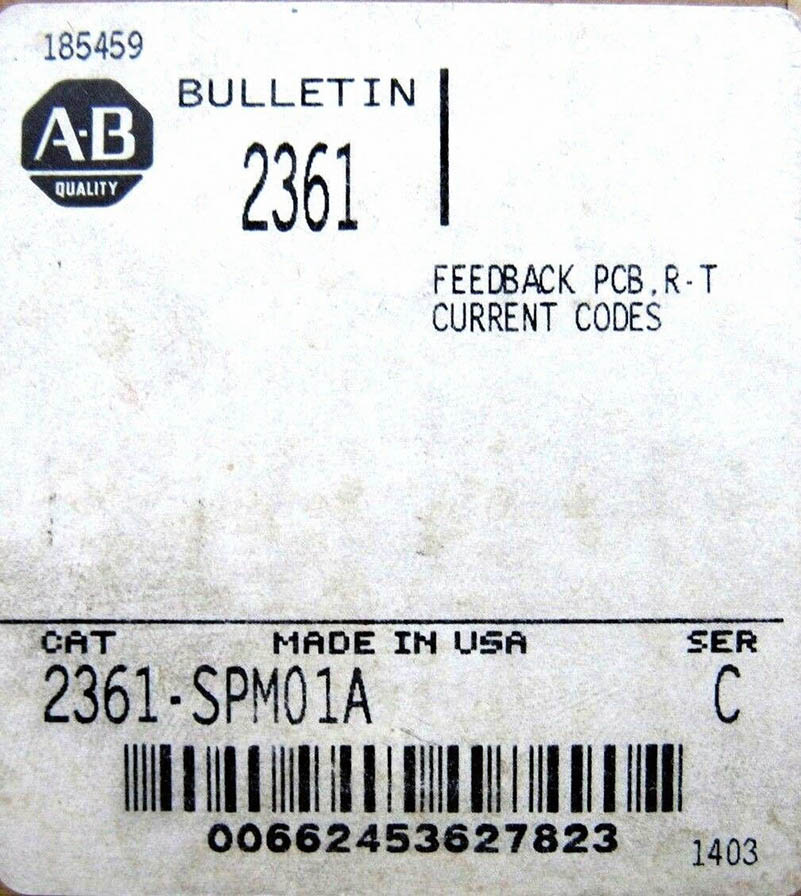 185459
A-B
QUALITY
BULLETIN
2361
FEEDBACK PCB,R-T
CURRENT CODES
CAT MADE IN USA SER
2361-SPM01A C
00662453627823
1403